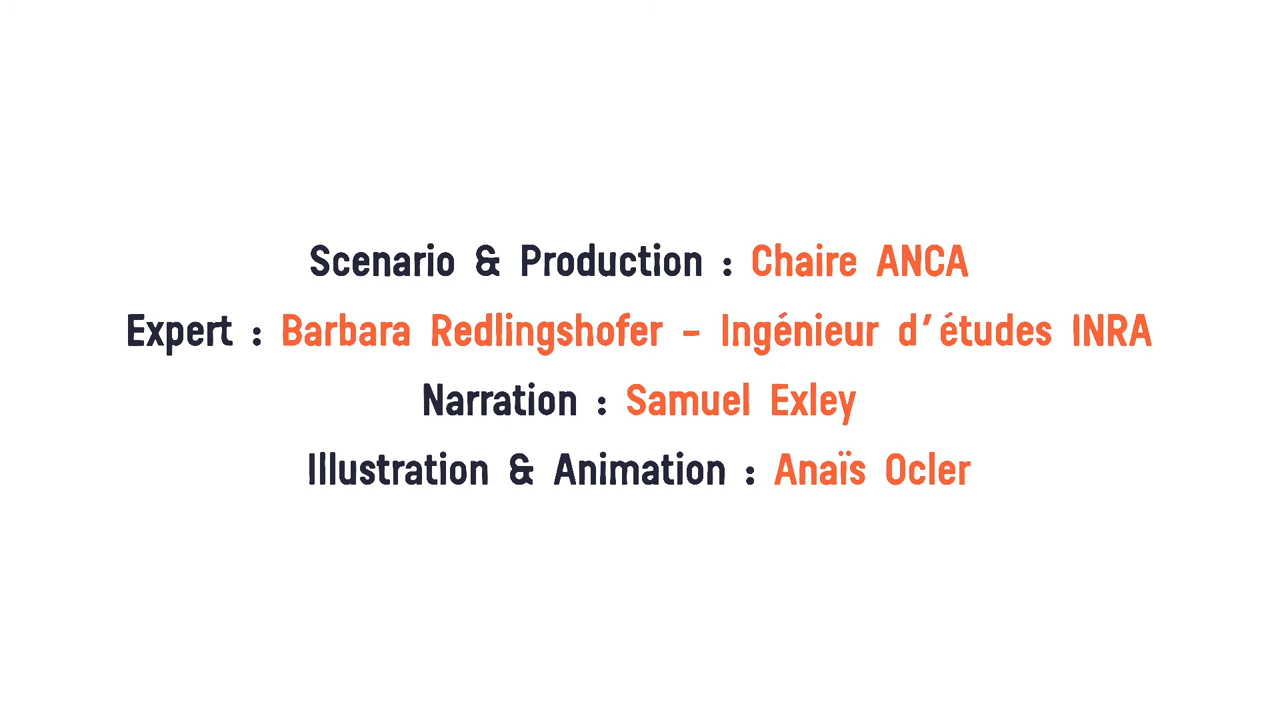 Scenario & Production : Chaire ANCA
Expert : Barbara Redlingshofer - Ingénieur d'études INRA
Narration : Samuel Exley
Illustration & Animation : Anaïs Ocler